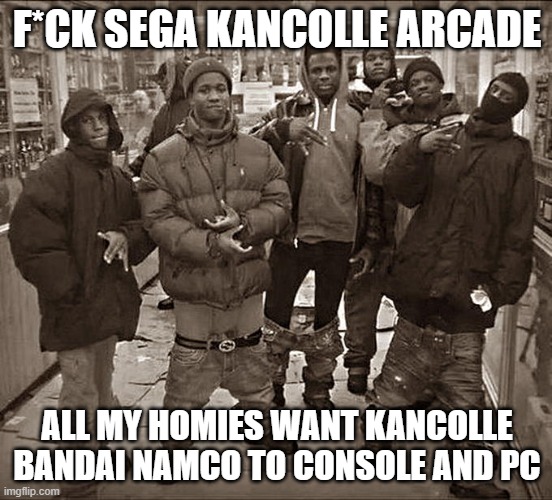 F*CK SEGA KANCOLLE ARCADE
ALL MY HOMIES WANT KANCOLLE
BANDAI NAMCO TO CONSOLE AND PC
imgflip.com